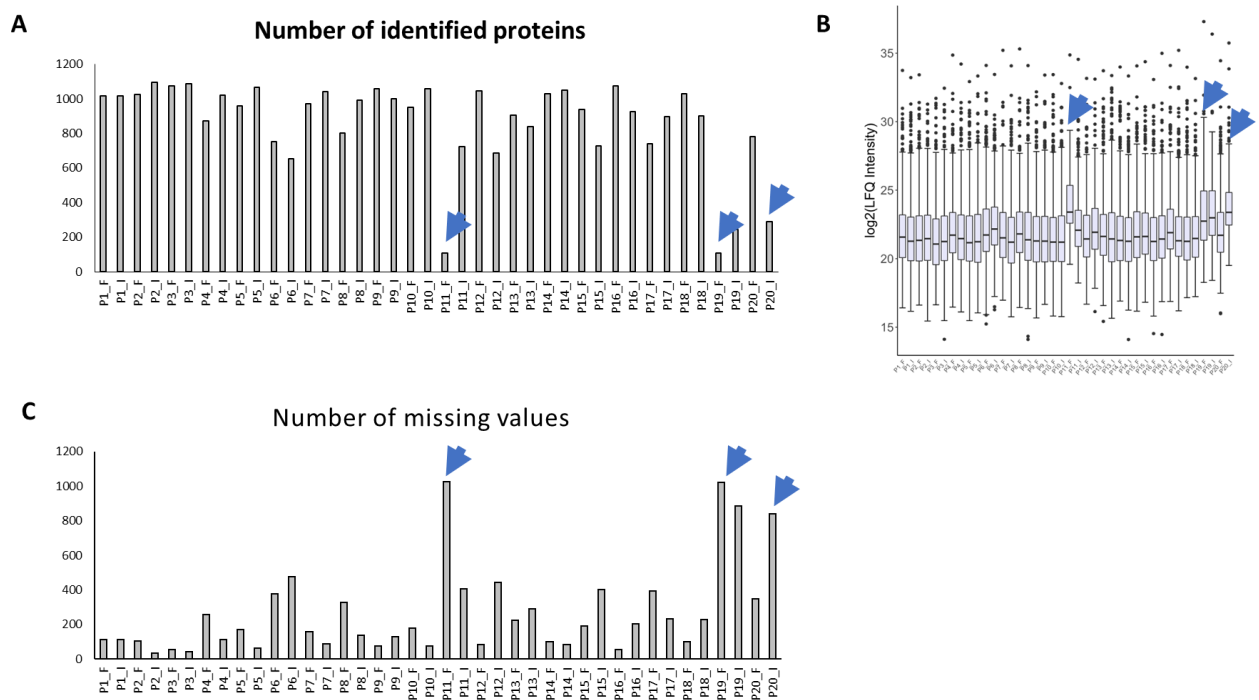 A
Number of identified proteins
1200
1000
800
600
400
200
0
P1_F P1_I P2_F P2_I P3_F P3_I P4_F P4_I P5_F P5_I P6_F P6_I P7_F P7_I P8_F P8_I P9_F P9_I P10_F P10_I P11_F P11_I P12_F P12_I P13_F P13_I P14_F P14_I P15_F P15_I P16_F P16_I P17_F P17_I P18_F P18_I P19_F P19_I P20_F P20_I
B
log2(LFQ Intensity)
35
30
25
20
15
C
Number of missing values
1200
1000
800
600
400
200
0
P1_F P1_I P2_F P2_I P3_F P3_I P4_F P4_I P5_F P5_I P6_F P6_I P7_F P7_I P8_F P8_I P9_F P9_I P10_F P10_I P11_F P11_I P12_F P12_I P13_F P13_I P14_F P14_I P15_F P15_I P16_F P16_I P17_F P17_I P18_F P18_I P19_F P19_I P20_F P20_I